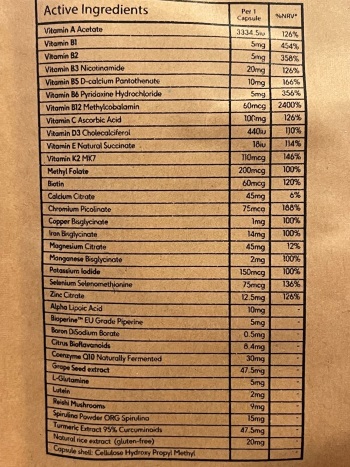 Active Ingredients Per 1 Capsule %NRV*
Vitamin A Acetate 3334.5iu 126%
Vitamin B1 5mg 454%
Vitamin B2 5mg 358%
Vitamin B3 Nicotinamide 20mg 126%
Vitamin B5 D-calcium Pantothenate 10mg 166%
Vitamin B6 Pyridoxine Hydrochloride 5mg 356%
Vitamin B12 Methylcobalamin 60mcg 2400%
Vitamin C Ascorbic Acid 100mg 126%
Vitamin D3 Cholecalciferol 440iu 110%
Vitamin E Natural Succinate 18iu 114%
Vitamin K2 MK7 110mcg 146%
Methyl Folate 200mcg 100%
Biotin 60mcg 120%
Calcium Citrate 45mg 6%
Chromium Picolinate 75mcg 188%
Copper Bisglycinate 1mg 100%
Iron Bisglycinate 14mg 100%
Magnesium Citrate 45mg 12%
Manganese Bisglycinate 2mg 100%
Potassium Iodide 150mcg 100%
Selenium Selenomethionine 75mcg 136%
Zinc Citrate 12.5mg 126%
Alpha Lipoic Acid 10mg -
Bioperine™ EU Grade Piperine 5mg -
Boron DiSodium Borate 0.5mg -
Citrus Bioflavanoids 6.4mg -
Coenzyme Q10 Naturally Fermented 30mg -
Grape Seed extract 47.5mg -
L-Glutamine 5mg -
Lutein 2mg -
Reishi Mushrooms 9mg -
Spirulina Powder ORG Spirulina 15mg -
Turmeric Extract 95% Curcuminoids 47.5mg -
Natural rice extract (gluten-free) 20mg -
Capsule shell: Cellulose Hydroxy Propyl Methyl